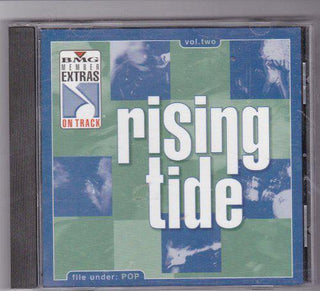 vol.two
BMG
MEMBER
EXTRAS
ON TRACK
rising
tide
file under: POP